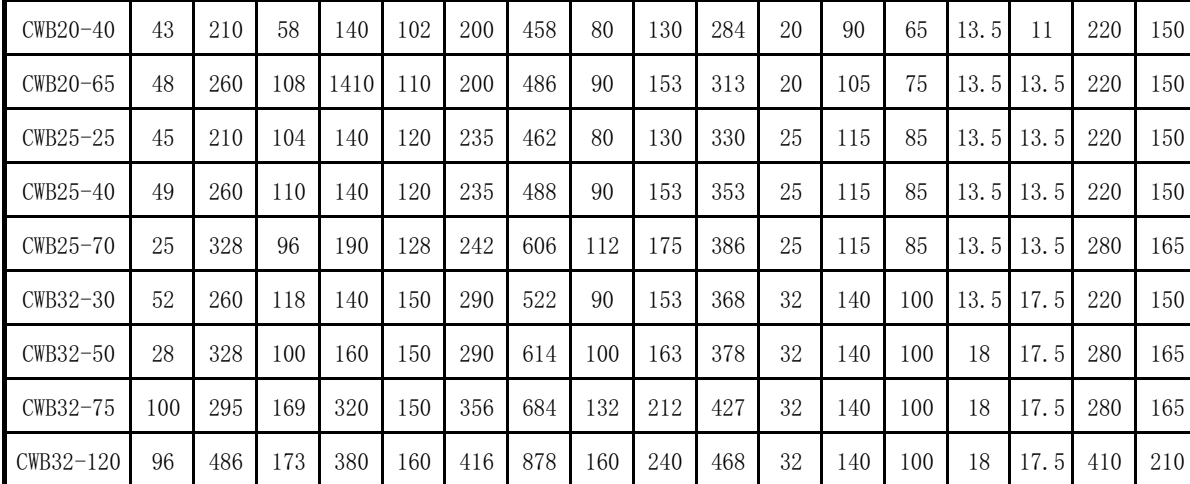 CWB20-40 43 210 58 140 102 200 458 80 130 284 20 90 65 13.5 11 220 150
CWB20-65 48 260 108 1410 110 200 486 90 153 313 20 105 75 13.5 13.5 220 150
CWB25-25 45 210 104 140 120 235 462 80 130 330 25 115 85 13.5 13.5 220 150
CWB25-40 49 260 110 140 120 235 488 90 153 353 25 115 85 13.5 13.5 220 150
CWB25-70 25 328 96 190 128 242 606 112 175 386 25 115 85 13.5 13.5 280 165
CWB32-30 52 260 118 140 150 290 522 90 153 368 32 140 100 13.5 17.5 220 150
CWB32-50 28 328 100 160 150 290 614 100 163 378 32 140 100 18 17.5 280 165
CWB32-75 100 295 169 320 150 356 684 132 212 427 32 140 100 18 17.5 280 165
CWB32-120 96 486 173 380 160 416 878 160 240 468 32 140 100 18 17.5 410 210